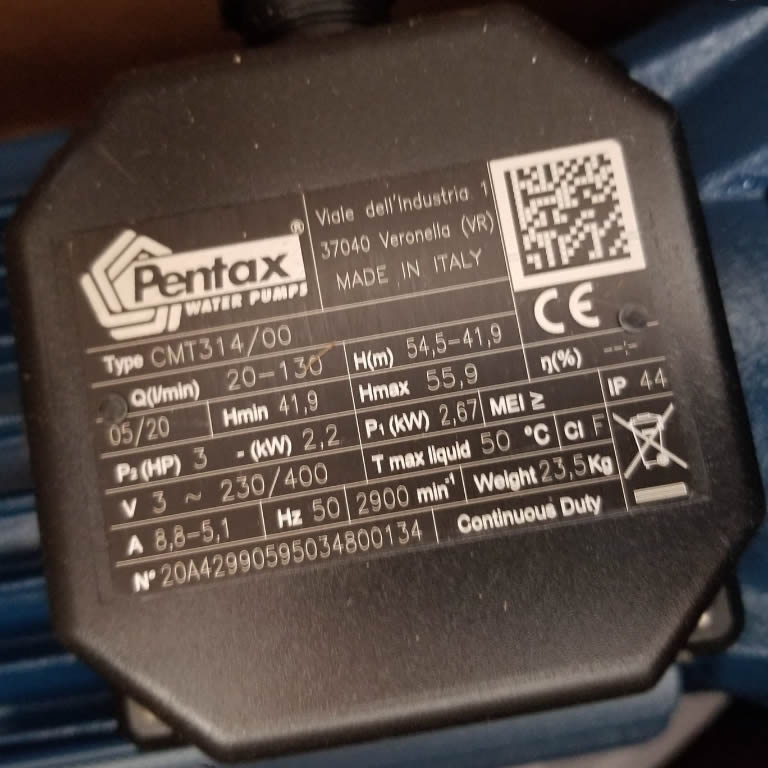 Pentax®
WATER PUMPS
Viale dell'Industria 1
37040 Veronella (VR)
MADE IN ITALY
CE
Type CMT314/00
Q(l/min) 20-130
H(m) 54,5-41,9
η(%) --,-
05/20
Hmin 41,9
Hmax 55,9
MEI ≥
IP 44
P₂(HP) 3 - (kW) 2,2
P₁(kW) 2,67
V 3 ~ 230/400
T max liquid 50 °C
Cl F
A 8,8-5,1
Hz 50
2900 min⁻¹
Weight 23,5Kg
N° 20A42990595034800134
Continuous Duty